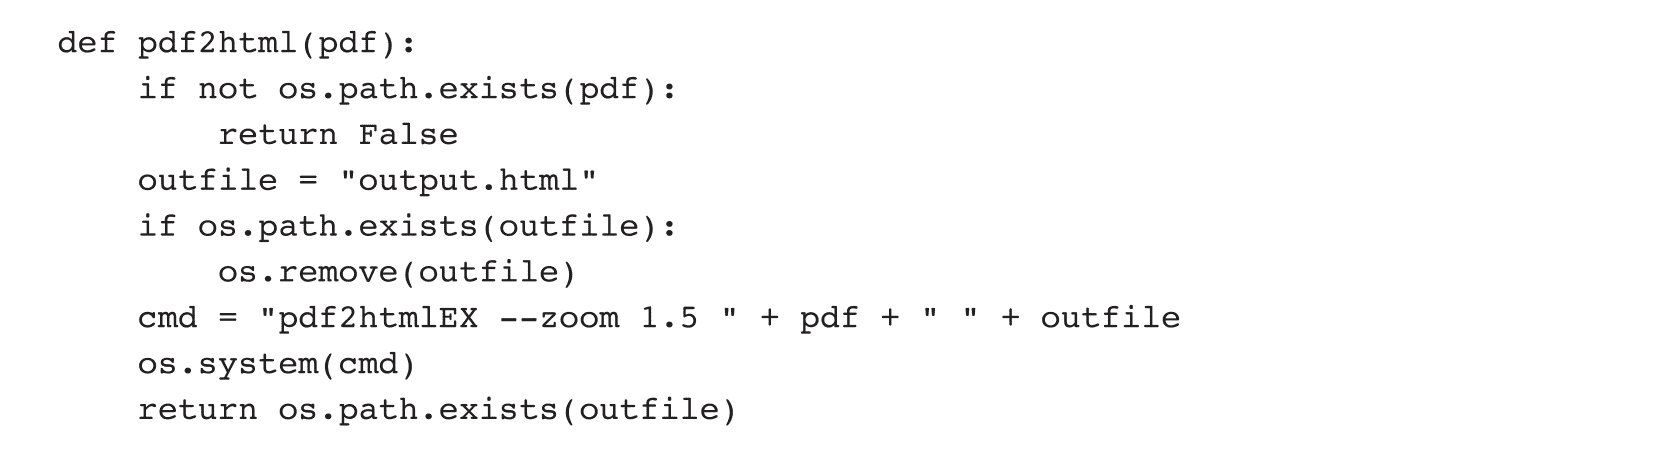 def pdf2html(pdf):
    if not os.path.exists(pdf):
        return False
    outfile = "output.html"
    if os.path.exists(outfile):
        os.remove(outfile)
    cmd = "pdf2htmlEX --zoom 1.5 " + pdf + " " + outfile
    os.system(cmd)
    return os.path.exists(outfile)